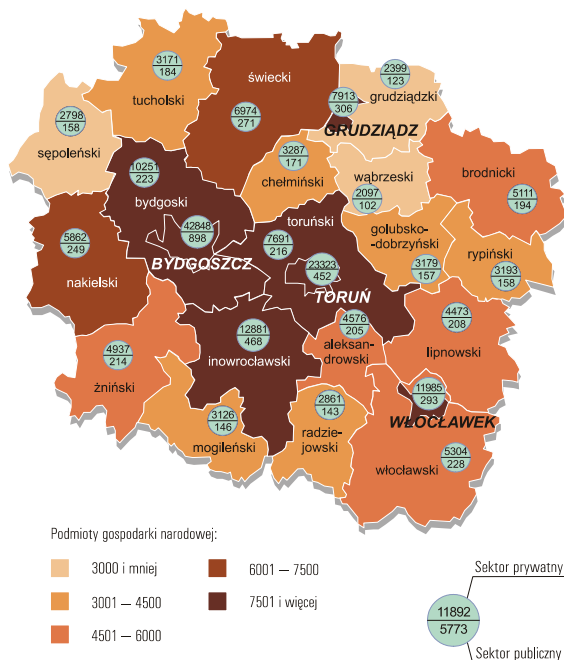 3171
184
tucholski
świecki
6974
271
2399
123
grudziądzki
7913
306
GRUDZIĄDZ
2798
158
sępoleński
3287
171
chełmiński
10251
223
bydgoski
wąbrzeski
2097
102
brodnicki
5111
194
42848
898
BYDGOSZCZ
toruński
7691
216
23323
452
TORUŃ
golubsko-
-dobrzyński
3179
157
rypiński
3193
158
5862
249
nakielski
4937
214
żniński
12881
468
inowrocławski
4576
205
aleksan-
drowski
4473
208
lipnowski
11985
293
WŁOCŁAWEK
3126
146
mogileński
2861
143
radzie-
jowski
5304
228
włocławski
Podmioty gospodarki narodowej:
3000 i mniej
3001 — 4500
4501 — 6000
6001 — 7500
7501 i więcej
Sektor prywatny
11892
5773
Sektor publiczny